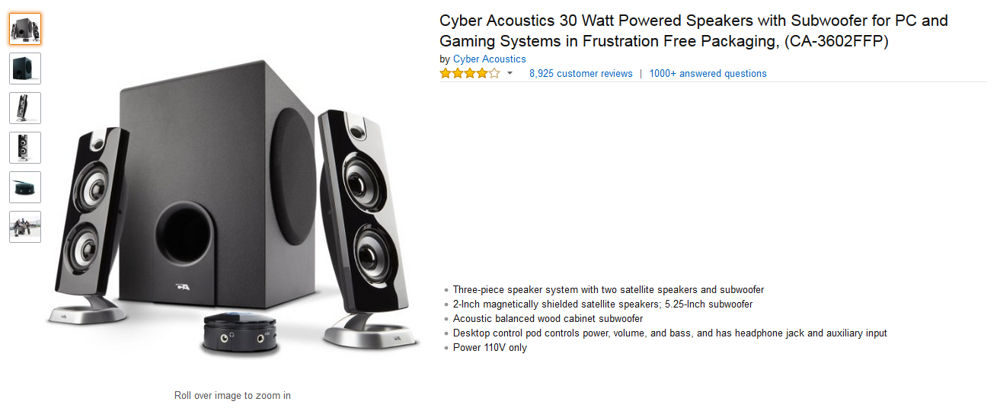 Cyber Acoustics 30 Watt Powered Speakers with Subwoofer for PC and
Gaming Systems in Frustration Free Packaging, (CA-3602FFP)
by Cyber Acoustics
8,925 customer reviews | 1000+ answered questions
Three-piece speaker system with two satellite speakers and subwoofer
2-Inch magnetically shielded satellite speakers; 5.25-Inch subwoofer
Acoustic balanced wood cabinet subwoofer
Desktop control pod controls power, volume, and bass, and has headphone jack and auxiliary input
Power 110V only
Roll over image to zoom in